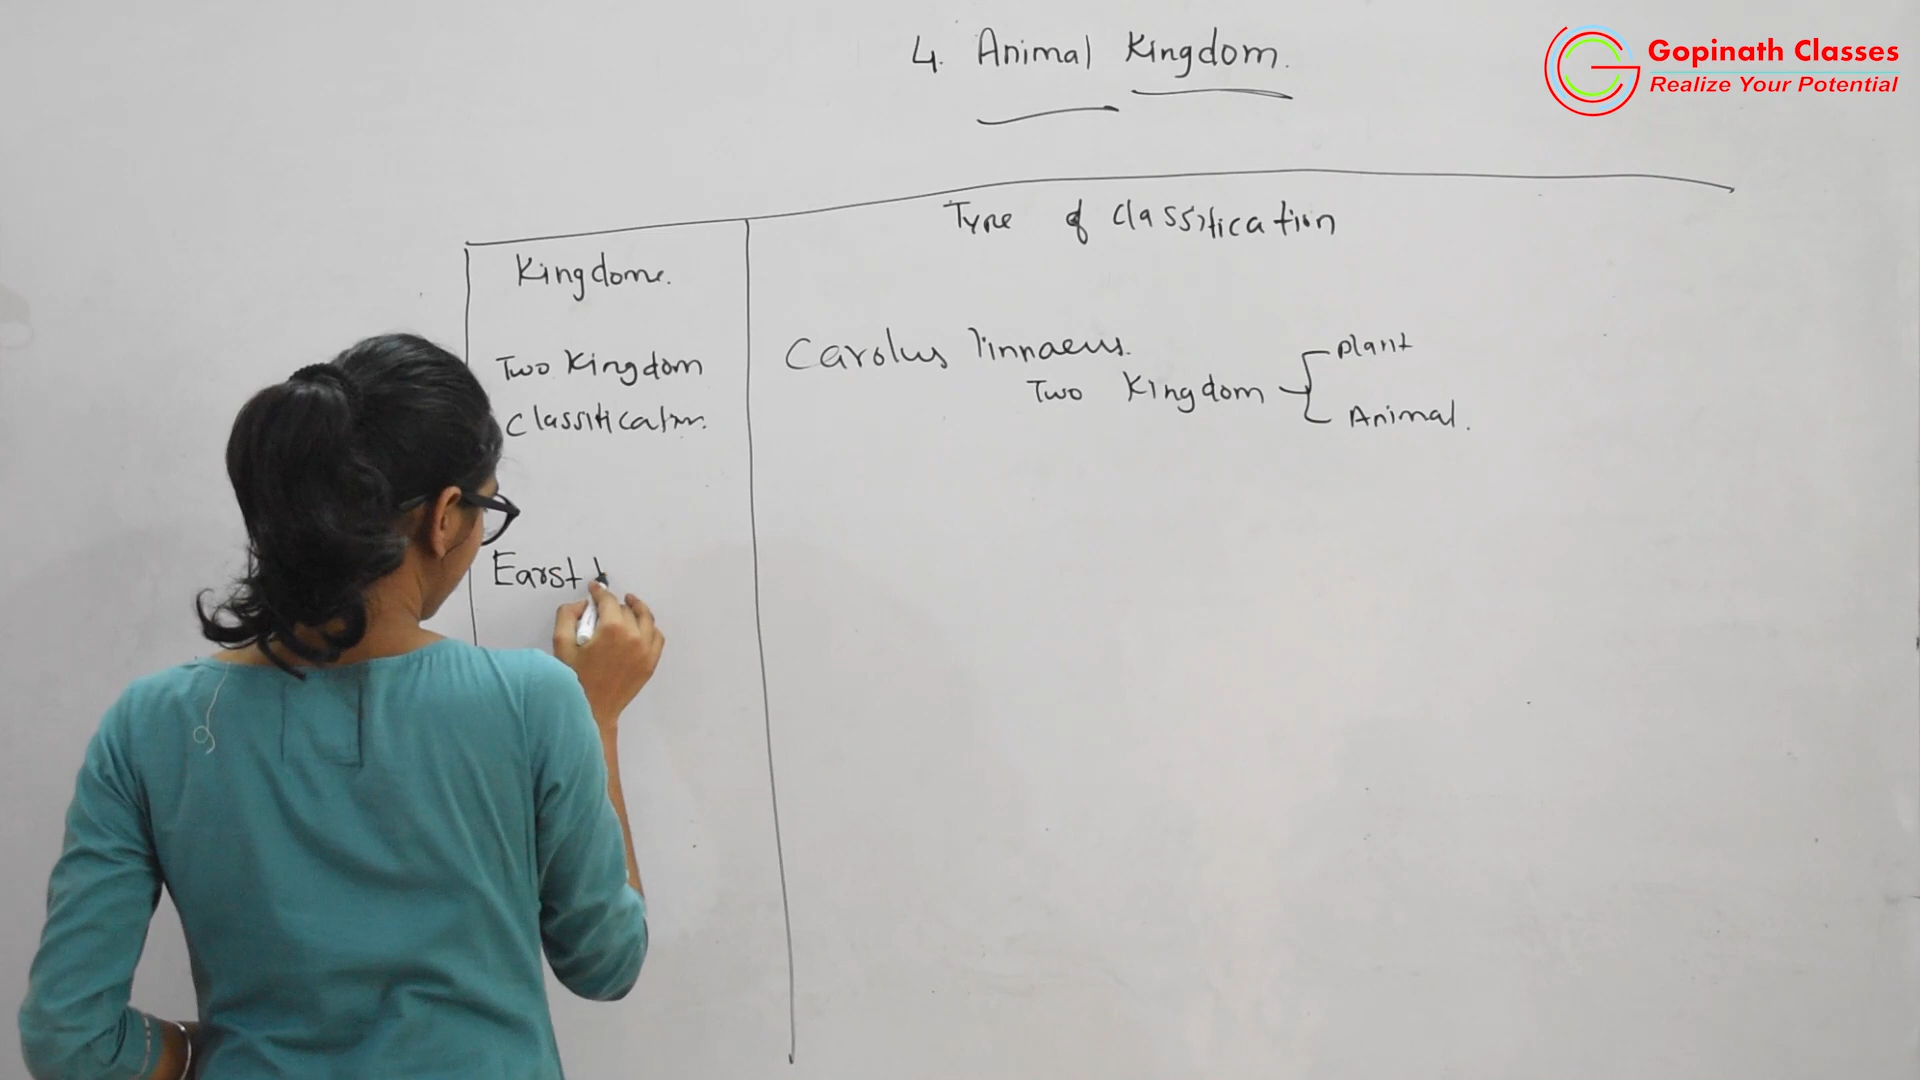 4. Animal Kingdom.
Gopinath Classes
Realize Your Potential
Kingdome.
Type of classification
Two Kingdom
Classification.
Carolus linnaeus.
Two Kingdom
plant
Animal.
Earst